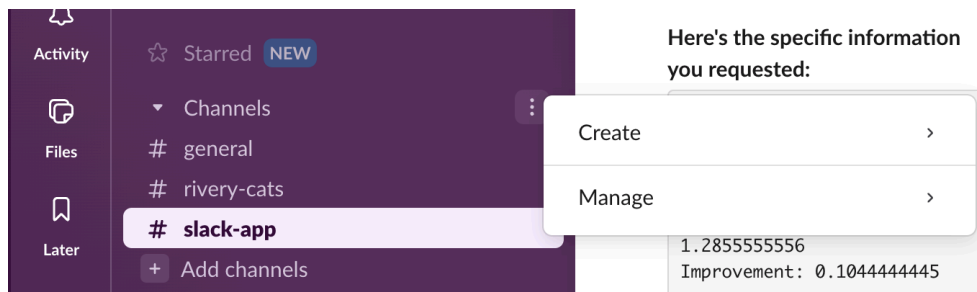 Activity
Files
Later
Starred NEW
Channels
# general
# rivery-cats
# slack-app
+ Add channels
Create
Manage
Here's the specific information
you requested:
1.2855555556
Improvement: 0.1044444445